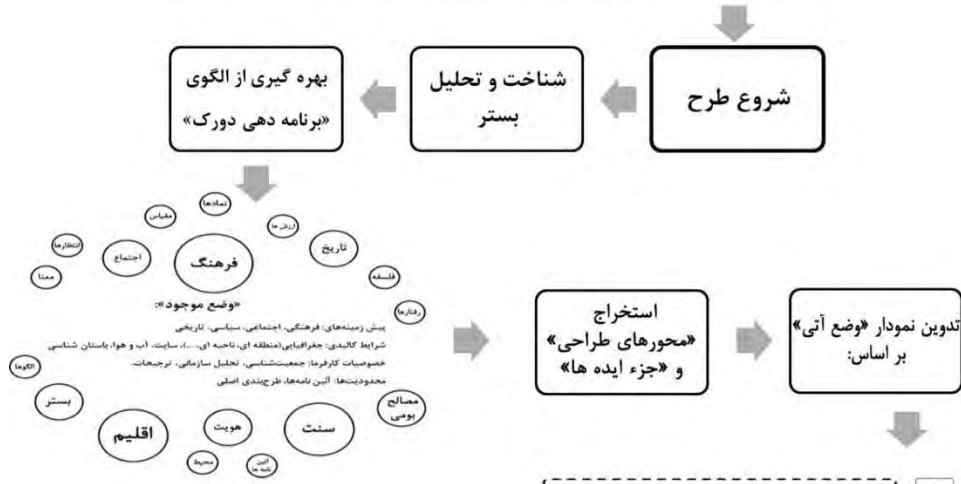 شروع طرح
شناخت و تحلیل
بستر
بهره گیری از الگوی
«برنامه دهی دورک»
نمادها
مقیاس
ارزش ها
اجتماع
فرهنگ
تاریخ
انتظارها
معنا
فلسفه
رفتارها
«وضع موجود»:
پیش زمینه‌های: فرهنگی، اجتماعی، سیاسی، تاریخی
شرایط کالبدی: جغرافیایی(منطقه ای، ناحیه ای، ...)، سایت، آب و هوا، باستان شناسی
خصوصیات کارفرما: جمعیت‌شناسی، تحلیل سازمانی، ترجیحات.
محدودیت‌ها: آئین نامه‌ها، طرح‌بندی اصلی
الگوها
بستر
اقلیم
هویت
محیط
آئین
نامه ها
سنت
مصالح
بومی
استخراج
«محورهای طراحی»
و «جزء ایده ها»
تدوین نمودار «وضع آتی»
بر اساس: